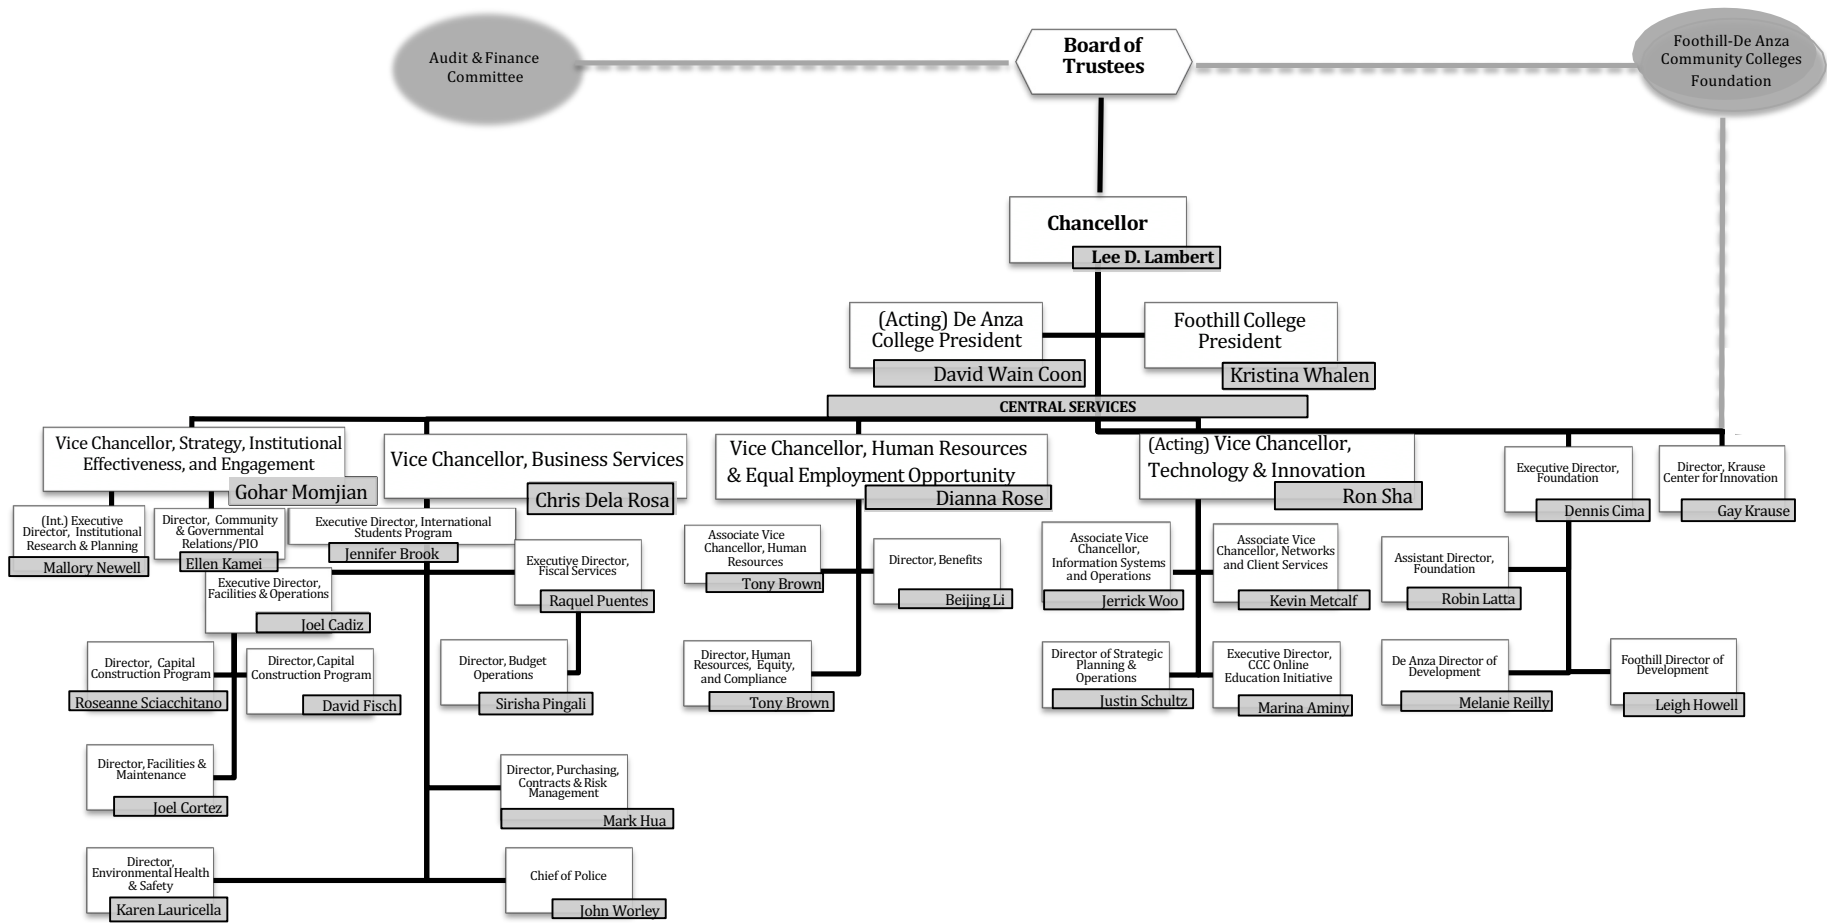 Audit & Finance
Committee
Board of
Trustees
Foothill-De Anza
Community Colleges
Foundation
Chancellor
Lee D. Lambert
(Acting) De Anza
College President
David Wain Coon
Foothill College
President
Kristina Whalen
CENTRAL SERVICES
Vice Chancellor, Strategy, Institutional
Effectiveness, and Engagement
Gohar Momjian
Vice Chancellor, Business Services
Chris Dela Rosa
Vice Chancellor, Human Resources
& Equal Employment Opportunity
Dianna Rose
(Acting) Vice Chancellor,
Technology & Innovation
Ron Sha
Executive Director,
Foundation
Dennis Cima
Director, Krause
Center for Innovation
Gay Krause
(Int.) Executive
Director, Institutional
Research & Planning
Mallory Newell
Director, Community
& Governmental
Relations/PIO
Ellen Kamei
Executive Director, International
Students Program
Jennifer Brook
Executive Director,
Facilities & Operations
Joel Cadiz
Executive Director,
Fiscal Services
Raquel Puentes
Associate Vice
Chancellor, Human
Resources
Tony Brown
Director, Benefits
Beijing Li
Associate Vice
Chancellor,
Information Systems
and Operations
Jerrick Woo
Associate Vice
Chancellor, Networks
and Client Services
Kevin Metcalf
Assistant Director,
Foundation
Robin Latta
Director, Capital
Construction Program
Roseanne Sciacchitano
Director, Capital
Construction Program
David Fisch
Director, Budget
Operations
Sirisha Pingali
Director, Human
Resources, Equity,
and Compliance
Tony Brown
Director of Strategic
Planning &
Operations
Justin Schultz
Executive Director,
CCC Online
Education Initiative
Marina Aminy
De Anza Director of
Development
Melanie Reilly
Foothill Director of
Development
Leigh Howell
Director, Facilities &
Maintenance
Joel Cortez
Director, Purchasing,
Contracts & Risk
Management
Mark Hua
Director,
Environmental Health
& Safety
Karen Lauricella
Chief of Police
John Worley